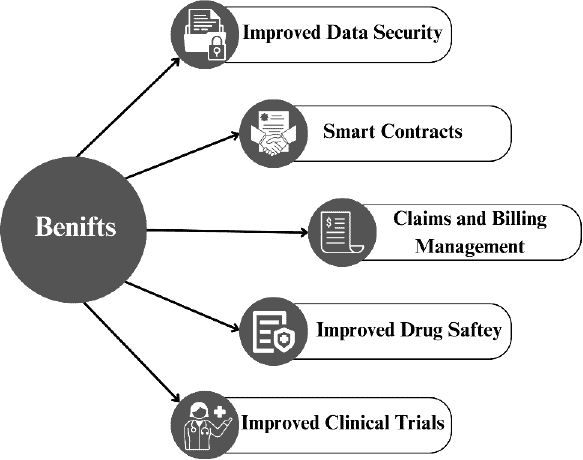 Improved Data Security
Smart Contracts
Benifts
Claims and Billing
Management
Improved Drug Saftey
Improved Clinical Trials